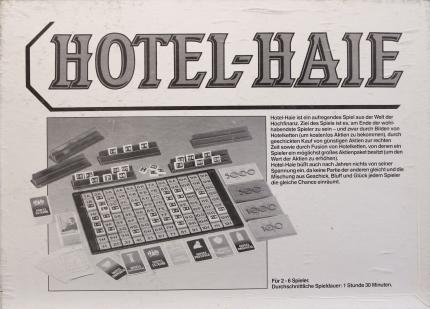 HOTEL-HAIE
Hotel-Haie ist ein aufregendes Spiel aus der Welt der
Hochfinanz. Ziel des Spiels ist es, am Ende der wohl-
habendste Spieler zu sein – und zwar durch Bilden von
Hotelketten (um kostenlos Aktien zu bekommen), durch
geschickten Kauf von günstigen Aktien zur rechten
Zeit sowie durch Fusion von Hotelketten, von denen ein
Spieler ein möglichst großes Aktienpaket besitzt (um den
Wert der Aktien zu erhöhen).
Hotel-Haie büßt auch nach Jahren nichts von seiner
Spannung ein, da keine Partie der anderen gleicht und die
Mischung aus Geschick, Bluff und Glück jedem Spieler
die gleiche Chance einräumt.
5000
500
1000
100
Für 2 - 6 Spieler.
Durchschnittliche Spieldauer: 1 Stunde 30 Minuten.